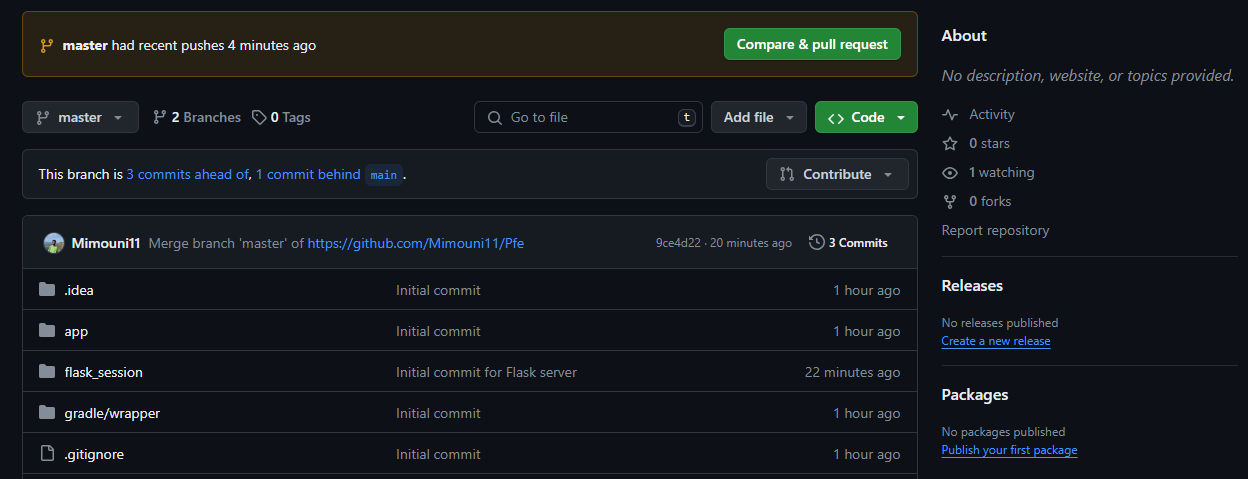 master had recent pushes 4 minutes ago
Compare & pull request
master
2 Branches
0 Tags
Go to file
t
Add file
Code
This branch is 3 commits ahead of, 1 commit behind main.
Contribute
Mimouni11 Merge branch 'master' of https://github.com/Mimouni11/Pfe
9ce4d22 · 20 minutes ago
3 Commits
.idea Initial commit 1 hour ago
app Initial commit 1 hour ago
flask_session Initial commit for Flask server 22 minutes ago
gradle/wrapper Initial commit 1 hour ago
.gitignore Initial commit 1 hour ago
About
No description, website, or topics provided.
Activity
0 stars
1 watching
0 forks
Report repository
Releases
No releases published
Create a new release
Packages
No packages published
Publish your first package